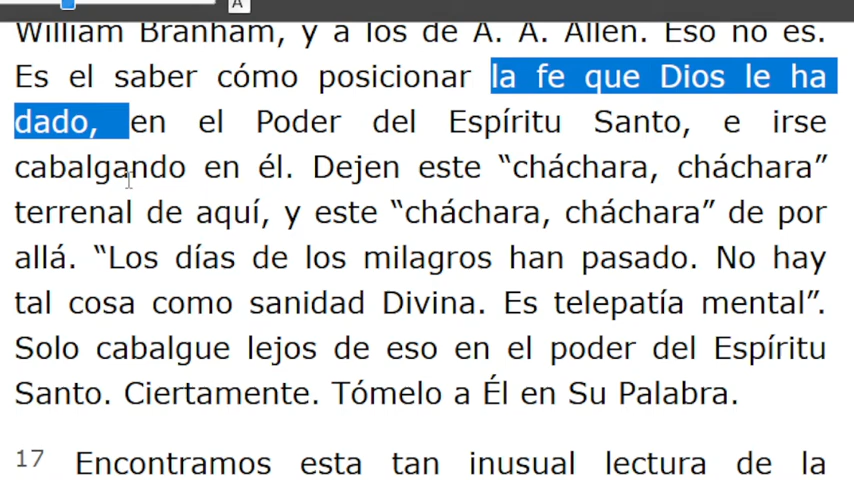 A
William Branham, y a los de A. A. Allen. Eso no es.
Es el saber cómo posicionar la fe que Dios le ha
dado, en el Poder del Espíritu Santo, e irse
cabalgando en él. Dejen este “cháchara, cháchara”
terrenal de aquí, y este “cháchara, cháchara” de por
allá. “Los días de los milagros han pasado. No hay
tal cosa como sanidad Divina. Es telepatía mental”.
Solo cabalgue lejos de eso en el poder del Espíritu
Santo. Ciertamente. Tómelo a Él en Su Palabra.
17 Encontramos esta tan inusual lectura de la